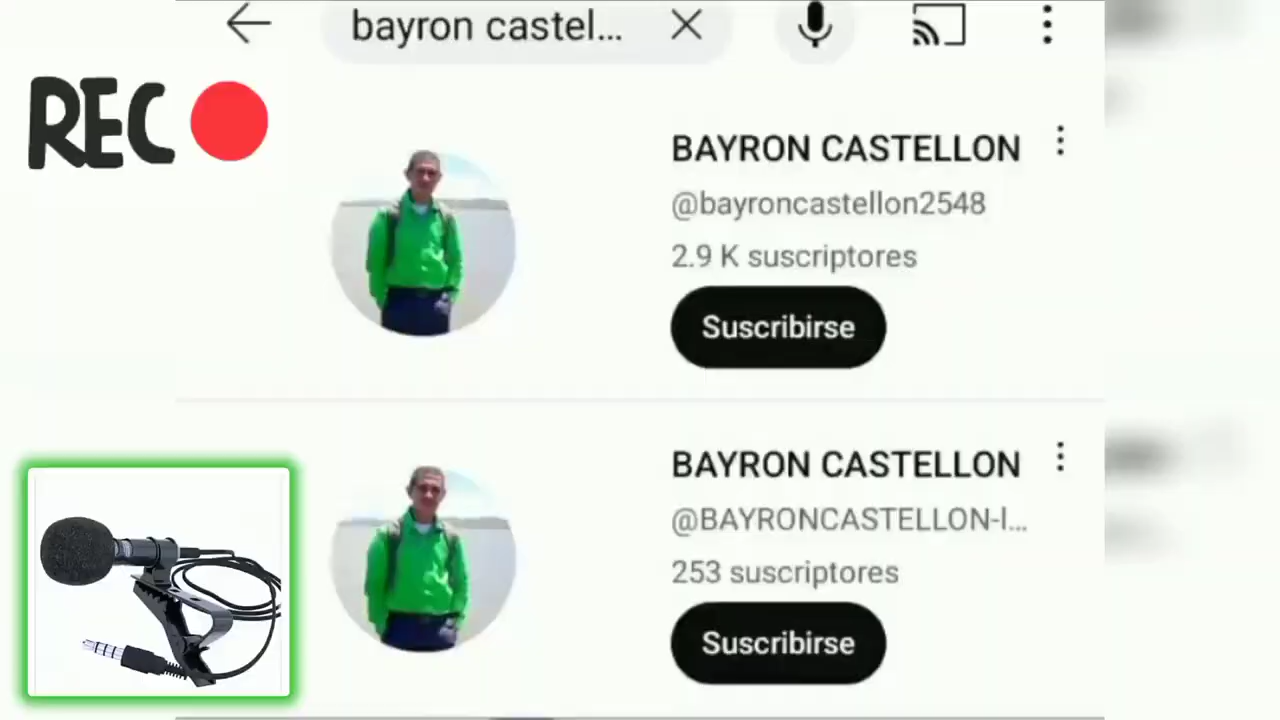 bayron castel...
REC
BAYRON CASTELLON
@bayroncastellon2548
2.9 K suscriptores
Suscribirse
BAYRON CASTELLON
@BAYRONCASTELLON-l...
253 suscriptores
Suscribirse